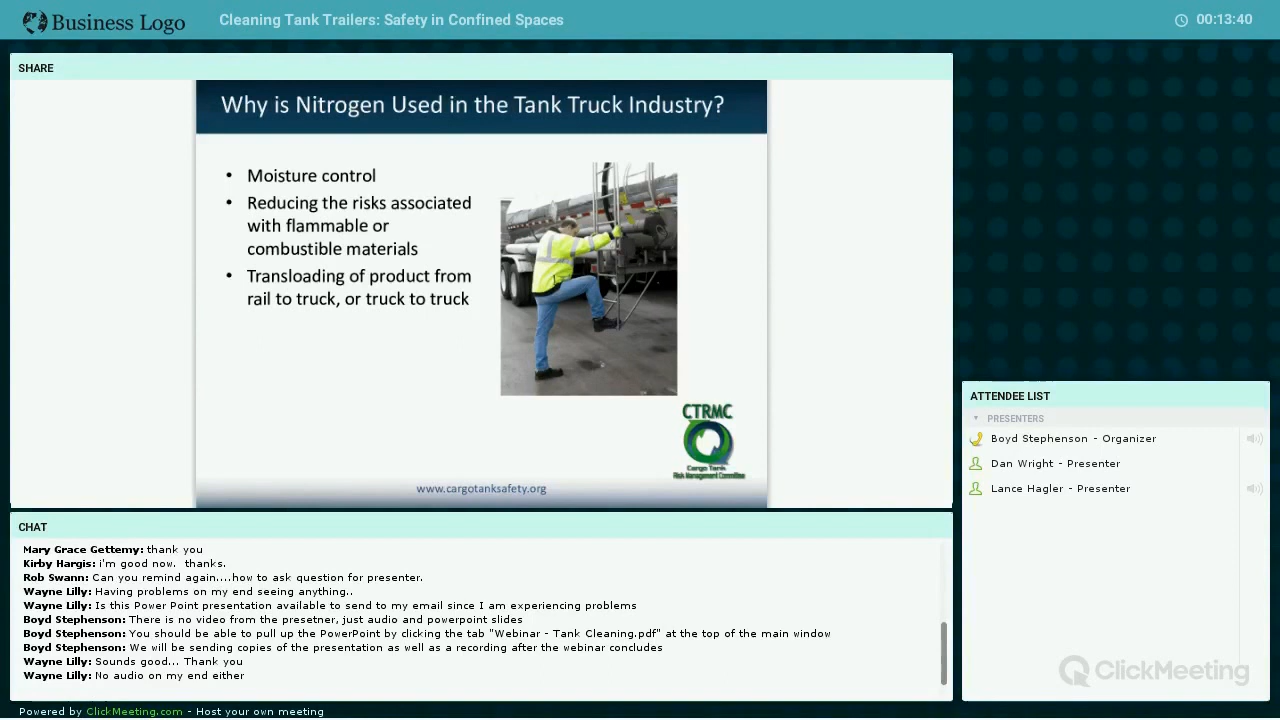 Business Logo
Cleaning Tank Trailers: Safety in Confined Spaces
00:13:40
SHARE
Why is Nitrogen Used in the Tank Truck Industry?
• Moisture control
• Reducing the risks associated
with flammable or
combustible materials
• Transloading of product from
rail to truck, or truck to truck
CTRMC
Cargo Tank
Risk Management Committee
www.cargotanksafety.org
CHAT
Mary Grace Gettemy: thank you
Kirby Hargis: i'm good now. thanks.
Rob Swann: Can you remind again....how to ask question for presenter.
Wayne Lilly: Having problems on my end seeing anything..
Wayne Lilly: Is this Power Point presentation available to send to my email since I am experiencing problems
Boyd Stephenson: There is no video from the presetner, just audio and powerpoint slides
Boyd Stephenson: You should be able to pull up the PowerPoint by clicking the tab "Webinar - Tank Cleaning.pdf" at the top of the main window
Boyd Stephenson: We will be sending copies of the presentation as well as a recording after the webinar concludes
Wayne Lilly: Sounds good... Thank you
Wayne Lilly: No audio on my end either
ATTENDEE LIST
PRESENTERS
Boyd Stephenson - Organizer
Dan Wright - Presenter
Lance Hagler - Presenter
ClickMeeting
Powered by ClickMeeting.com - Host your own meeting